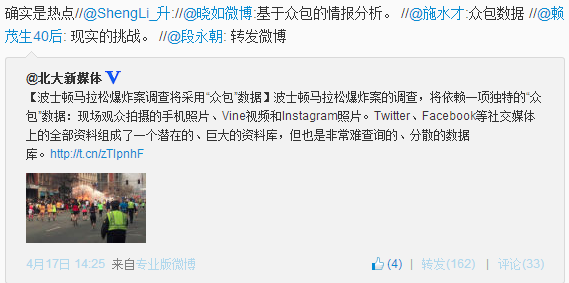 确实是热点//@ShengLi_升://@晓如微博:基于众包的情报分析。 //@施水才:众包数据 //@赖
茂生40后: 现实的挑战。 //@段永朝: 转发微博
@北大新媒体
【波士顿马拉松爆炸案调查将采用“众包”数据】波士顿马拉松爆炸案的调查，将依赖一项独特的“众
包”数据：现场观众拍摄的手机照片、Vine视频和Instagram照片。Twitter、Facebook等社交媒体
上的全部资料组成了一个潜在的、巨大的资料库，但也是非常难查询的、分散的数据
库。http://t.cn/zTlpnhF
4月17日 14:25 来自专业版微博 (4) | 转发(162) | 评论(33)